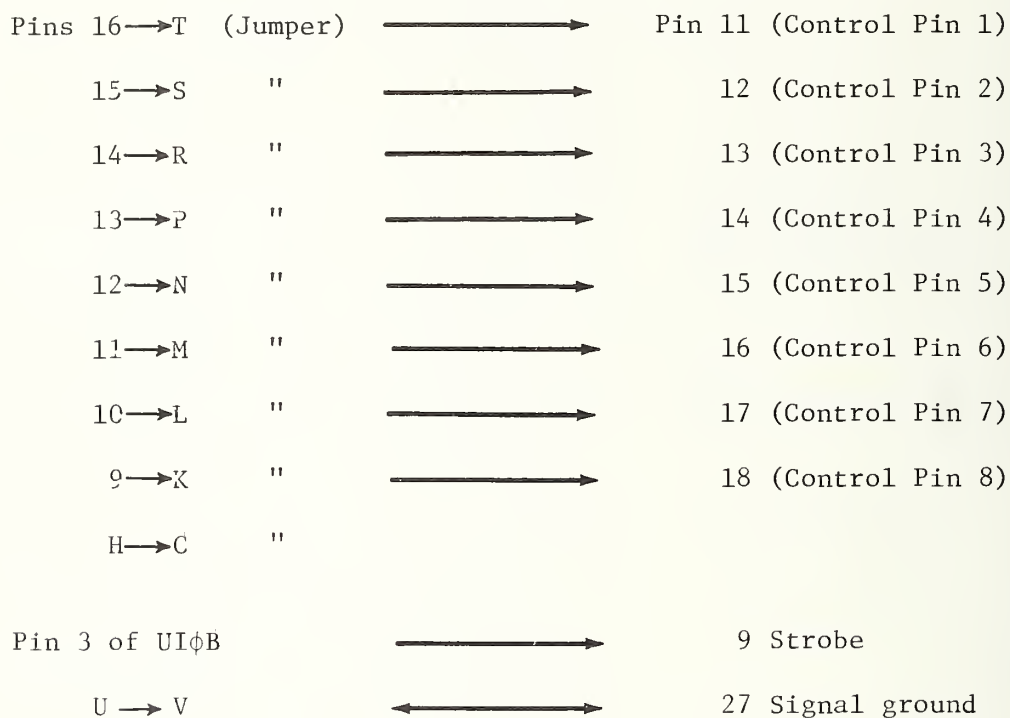 Pins 16→T (Jumper) → Pin 11 (Control Pin 1)
15→S " → 12 (Control Pin 2)
14→R " → 13 (Control Pin 3)
13→P " → 14 (Control Pin 4)
12→N " → 15 (Control Pin 5)
11→M " → 16 (Control Pin 6)
10→L " → 17 (Control Pin 7)
9→K " → 18 (Control Pin 8)
H→C "
Pin 3 of UIϕB → 9 Strobe
U → V ↔ 27 Signal ground